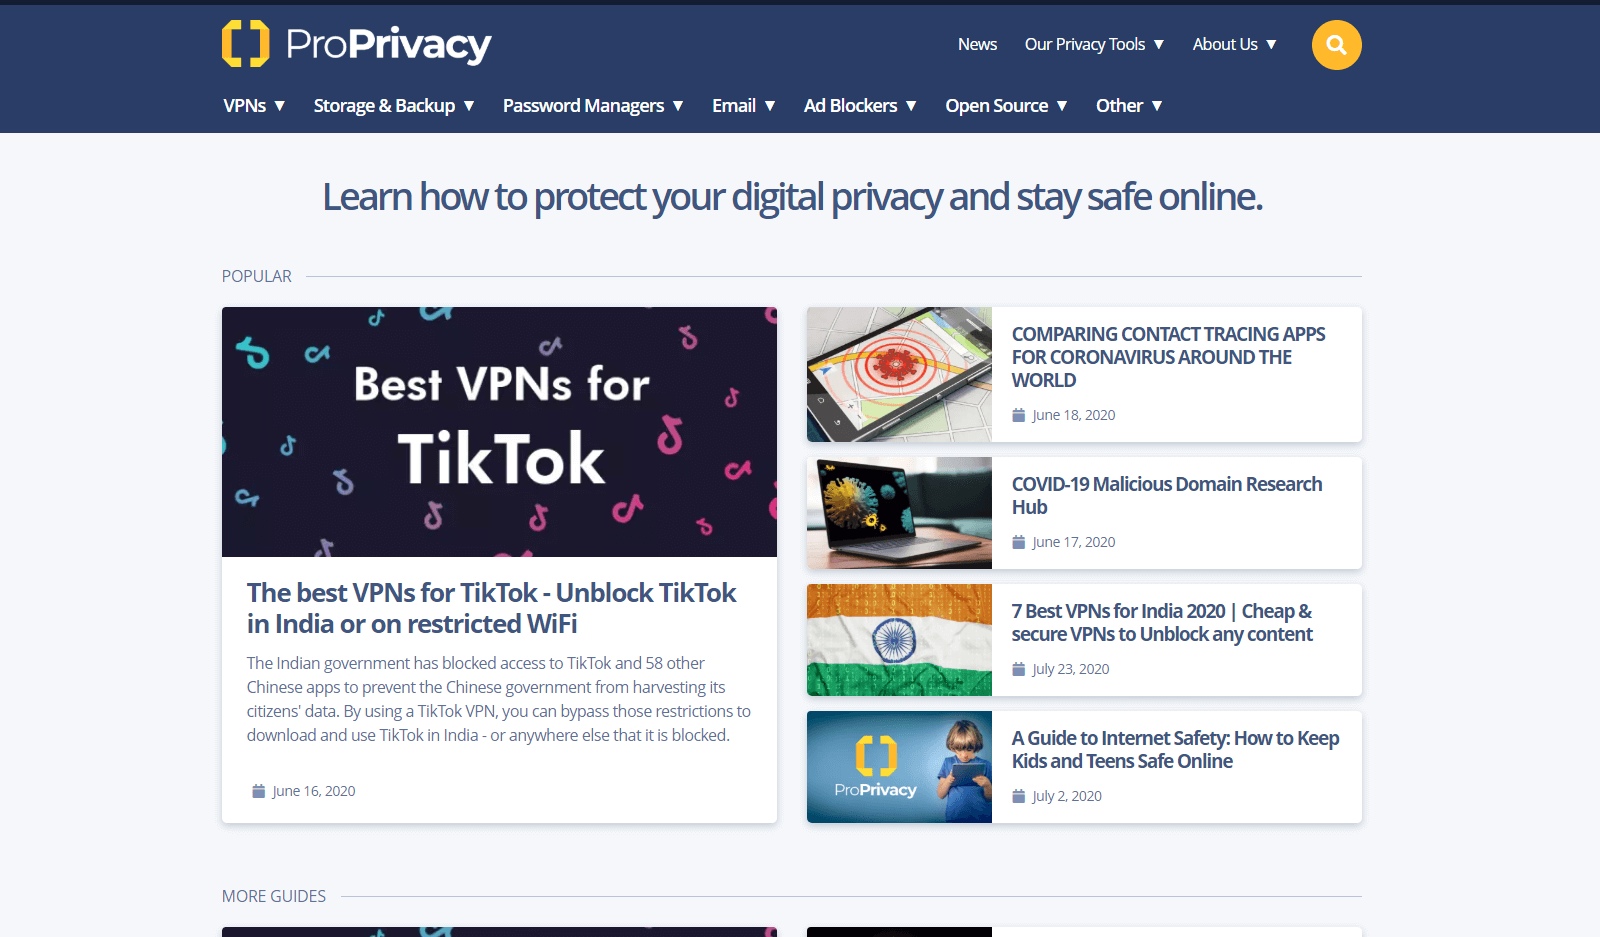 ProPrivacy
News
Our Privacy Tools ▼
About Us ▼
VPNs ▼
Storage & Backup ▼
Password Managers ▼
Email ▼
Ad Blockers ▼
Open Source ▼
Other ▼
Learn how to protect your digital privacy and stay safe online.
POPULAR
Best VPNs for
TikTok
The best VPNs for TikTok - Unblock TikTok
in India or on restricted WiFi
The Indian government has blocked access to TikTok and 58 other
Chinese apps to prevent the Chinese government from harvesting its
citizens' data. By using a TikTok VPN, you can bypass those restrictions to
download and use TikTok in India - or anywhere else that it is blocked.
June 16, 2020
COMPARING CONTACT TRACING APPS
FOR CORONAVIRUS AROUND THE
WORLD
June 18, 2020
COVID-19 Malicious Domain Research
Hub
June 17, 2020
7 Best VPNs for India 2020 | Cheap &
secure VPNs to Unblock any content
July 23, 2020
ProPrivacy
A Guide to Internet Safety: How to Keep
Kids and Teens Safe Online
July 2, 2020
MORE GUIDES